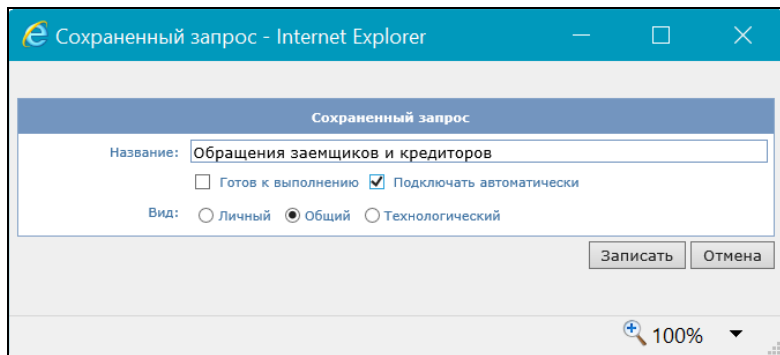 Сохраненный запрос - Internet Explorer
Сохраненный запрос
Название: Обращения заемщиков и кредиторов
Готов к выполнению Подключать автоматически
Вид: Личный Общий Технологический
Записать Отмена
100%